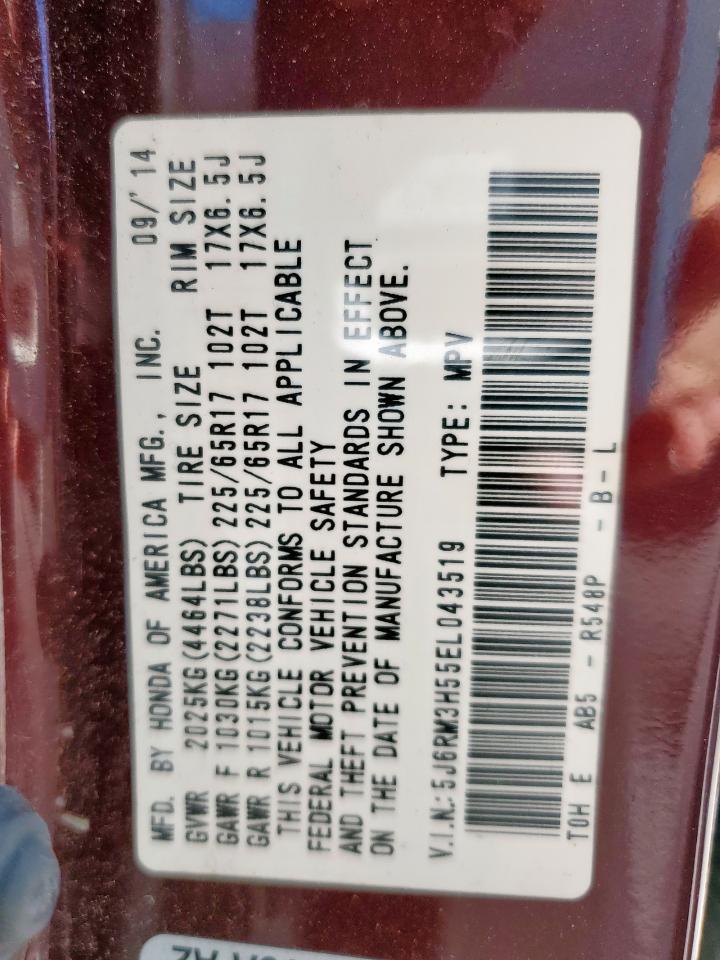 MFD. BY HONDA OF AMERICA MFG., INC. 09/'14
GVWR 2025KG(4464LBS) TIRE SIZE RIM SIZE
GAWR F 1030KG(2271LBS) 225/65R17 102T 17X6.5J
GAWR R 1015KG(2238LBS) 225/65R17 102T 17X6.5J
THIS VEHICLE CONFORMS TO ALL APPLICABLE
FEDERAL MOTOR VEHICLE SAFETY
AND THEFT PREVENTION STANDARDS IN EFFECT
ON THE DATE OF MANUFACTURE SHOWN ABOVE.
V.I.N.: 5J6RM3H55EL043519 TYPE: MPV
TOH E AB5 - R548P - B - L